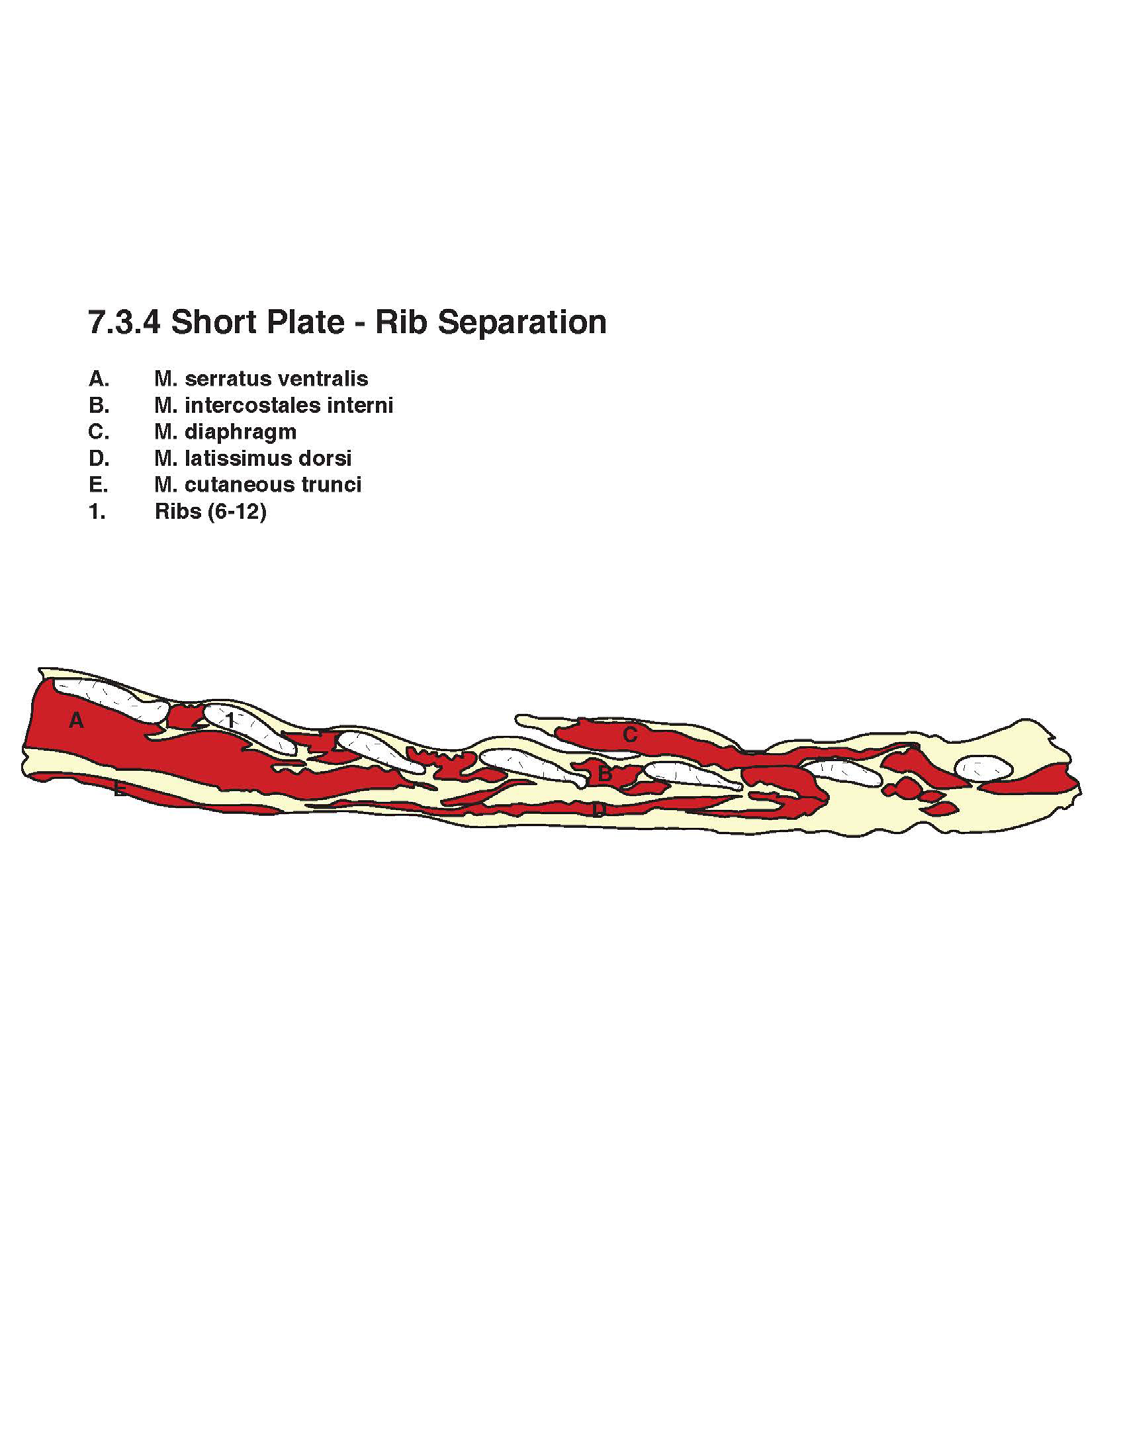 7.3.4 Short Plate - Rib Separation
A. M. serratus ventralis
B. M. intercostales interni
C. M. diaphragm
D. M. latissimus dorsi
E. M. cutaneous trunci
1. Ribs (6-12)
A
1
C
B
E
D